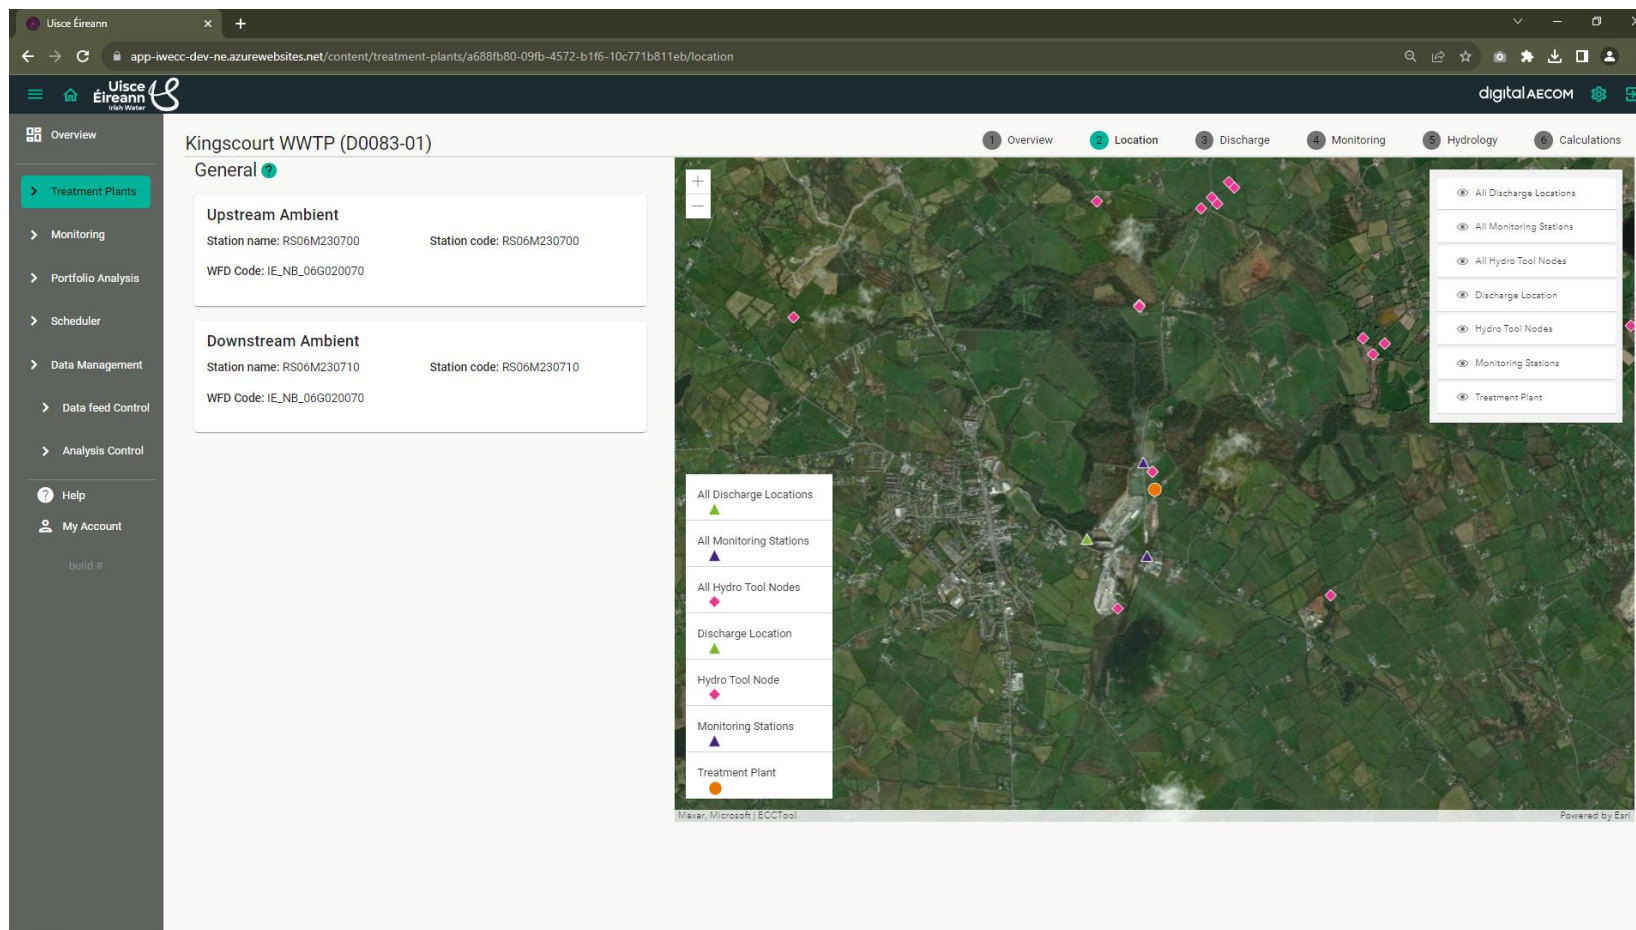 Uisce Éireann
app-iwecc-dev-ne.azurewebsites.net/content/treatment-plants/a688fb80-09fb-4572-b1f6-10c771b811eb/location
Uisce
Éireann
Irish Water
digital AECOM
Overview
Treatment Plants
Monitoring
Portfolio Analysis
Scheduler
Data Management
Data feed Control
Analysis Control
Help
My Account
build #
Kingscourt WWTP (D0083-01)
1 Overview
2 Location
3 Discharge
4 Monitoring
5 Hydrology
6 Calculations
General ?
Upstream Ambient
Station name: RS06M230700 Station code: RS06M230700
WFD Code: IE_NB_06G020070
Downstream Ambient
Station name: RS06M230710 Station code: RS06M230710
WFD Code: IE_NB_06G020070
All Discharge Locations
All Monitoring Stations
All Hydro Tool Nodes
Discharge Location
Hydro Tool Nodes
Monitoring Stations
Treatment Plant
All Discharge Locations
All Monitoring Stations
All Hydro Tool Nodes
Discharge Location
Hydro Tool Node
Monitoring Stations
Treatment Plant
Maxar, Microsoft | ECCTool
Powered by Esri